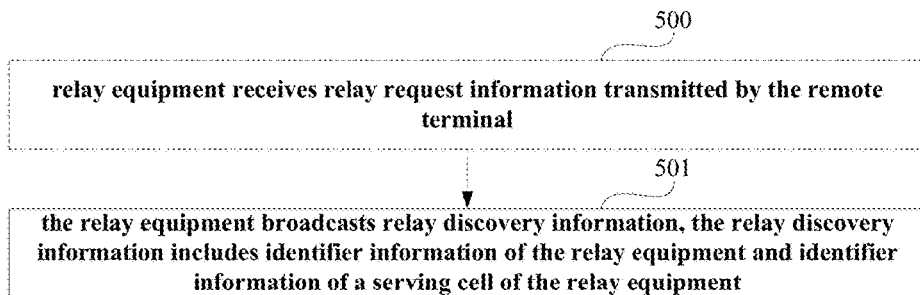 500
relay equipment receives relay request information transmitted by the remote
terminal
501
the relay equipment broadcasts relay discovery information, the relay discovery
information includes identifier information of the relay equipment and identifier
information of a serving cell of the relay equipment